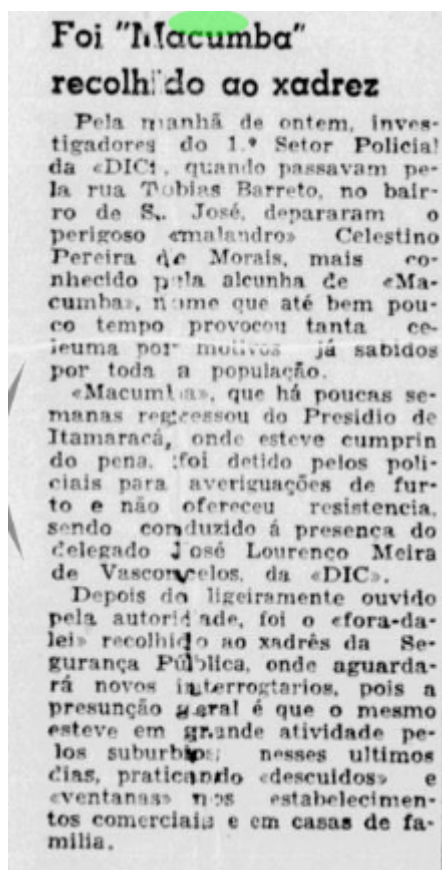 Foi "Macumba"
recolhido ao xadrez
Pela manhã de ontem, inves-
tigadores do 1.º Setor Policial
da «DIC», quando passavam pe-
la rua Tobias Barreto, no bair-
ro de S. José, depararam o
perigoso «malandro» Celestino
Pereira de Morais, mais co-
nhecido pela alcunha de «Ma-
cumba», nome que até bem pou-
co tempo provocou tanta ce-
leuma por motivos já sabidos
por toda a população.
«Macumba», que há poucas se-
manas regressou do Presidio de
Itamaracá, onde esteve cumprin
do pena, foi detido pelos poli-
ciais para averiguações de fur-
to e não ofereceu resistencia,
sendo conduzido á presença do
delegado José Lourenco Meira
de Vasconcelos, da «DIC».
Depois de ligeiramente ouvido
pela autoridade, foi o «fora-da-
lei» recolhido ao xadrês da Se-
gurança Pública, onde aguarda-
rá novos interrogtarios, pois a
presunção geral é que o mesmo
esteve em grande atividade pe-
los suburbios nesses ultimos
dias, praticando «descuidos» e
«ventanas» nos estabelecimen-
tos comerciais e em casas de fa-
milia.